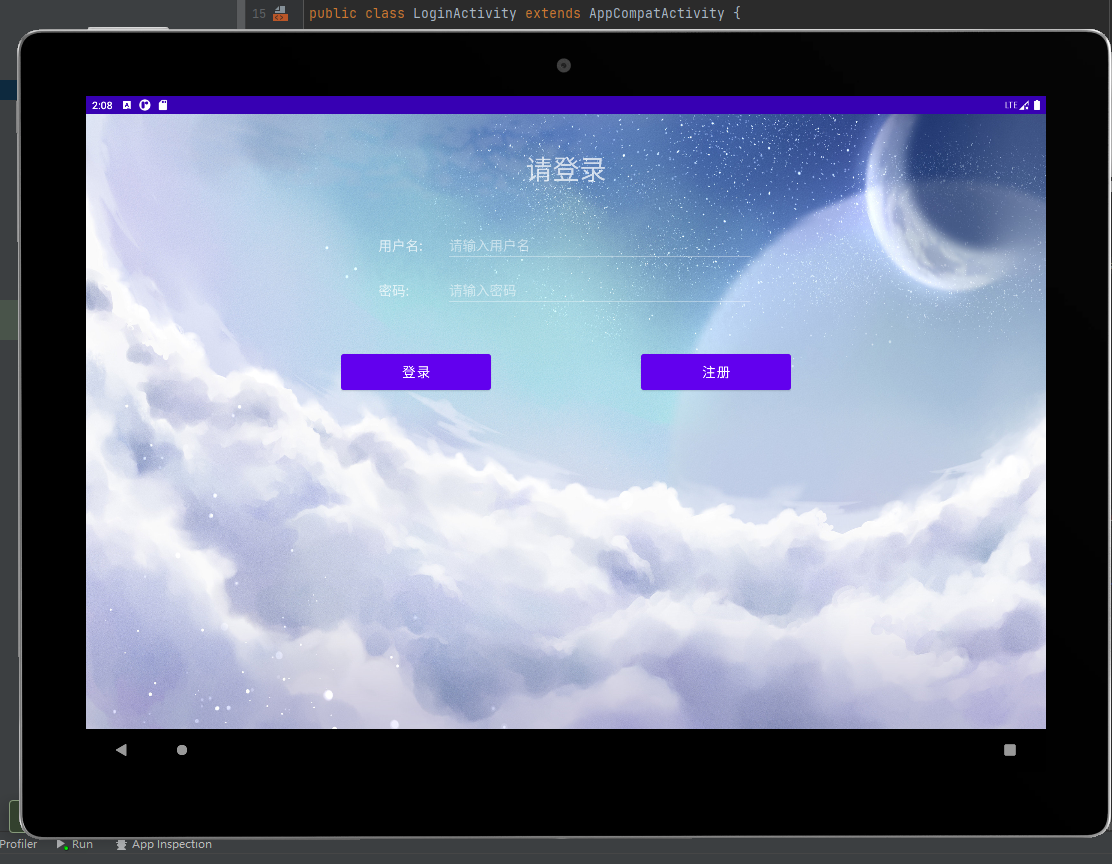 15 public class LoginActivity extends AppCompatActivity {
2:08 LTE
请登录
用户名: 请输入用户名
密码: 请输入密码
登录 注册
Profiler Run App Inspection